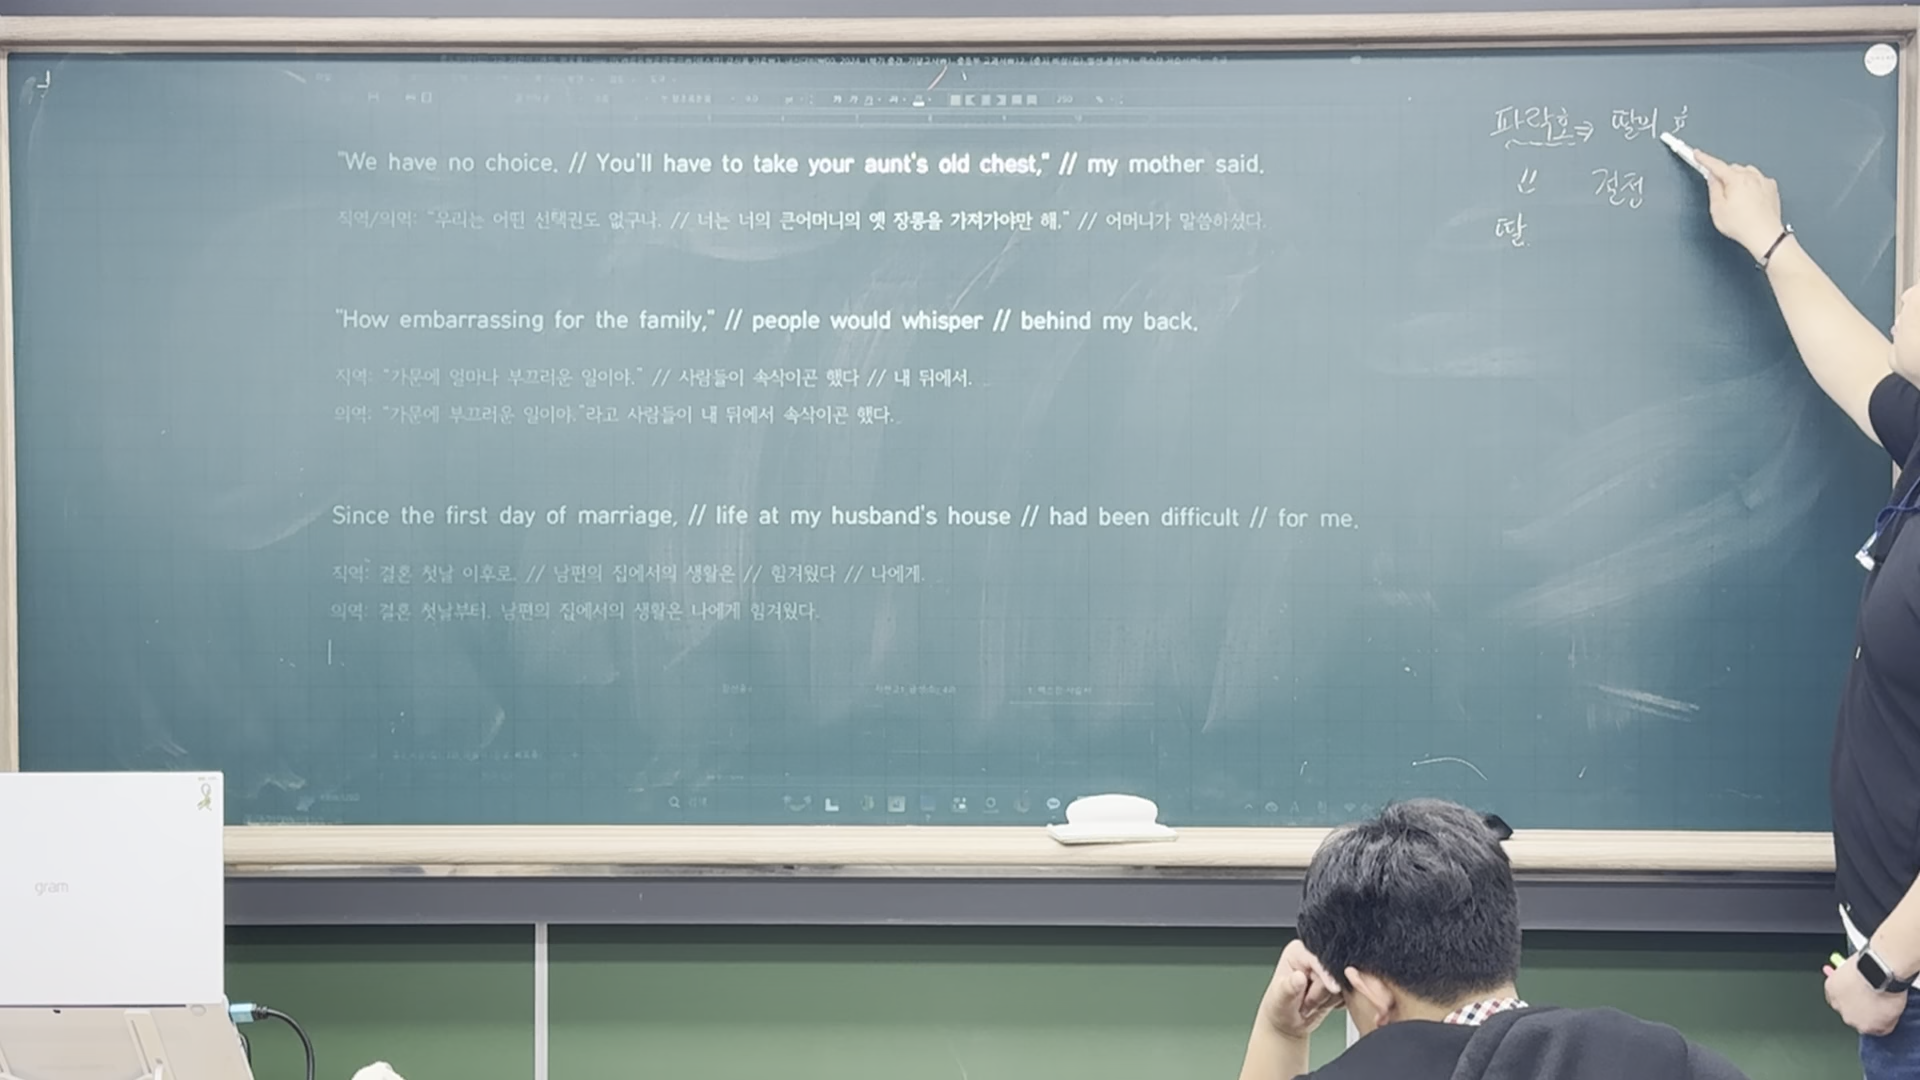 "We have no choice. // You'll have to take your aunt's old chest," // my mother said.
직역/의역: "우리는 어떤 선택권도 없구나. // 너는 너의 큰어머니의 옛 장롱을 가져가야만 해." // 어머니가 말씀하셨다.
"How embarrassing for the family," // people would whisper // behind my back.
직역: "가문에 얼마나 부끄러운 일이야." // 사람들이 속삭이곤 했다 // 내 뒤에서.
의역: "가문에 부끄러운 일이야."라고 사람들이 내 뒤에서 속삭이곤 했다.
Since the first day of marriage, // life at my husband's house // had been difficult // for me.
직역: 결혼 첫날 이후로, // 남편의 집에서의 생활은 // 힘겨웠다 // 나에게.
의역: 결혼 첫날부터, 남편의 집에서의 생활은 나에게 힘겨웠다.
파락호 ⇒ 딸의
걱정
딸
gram